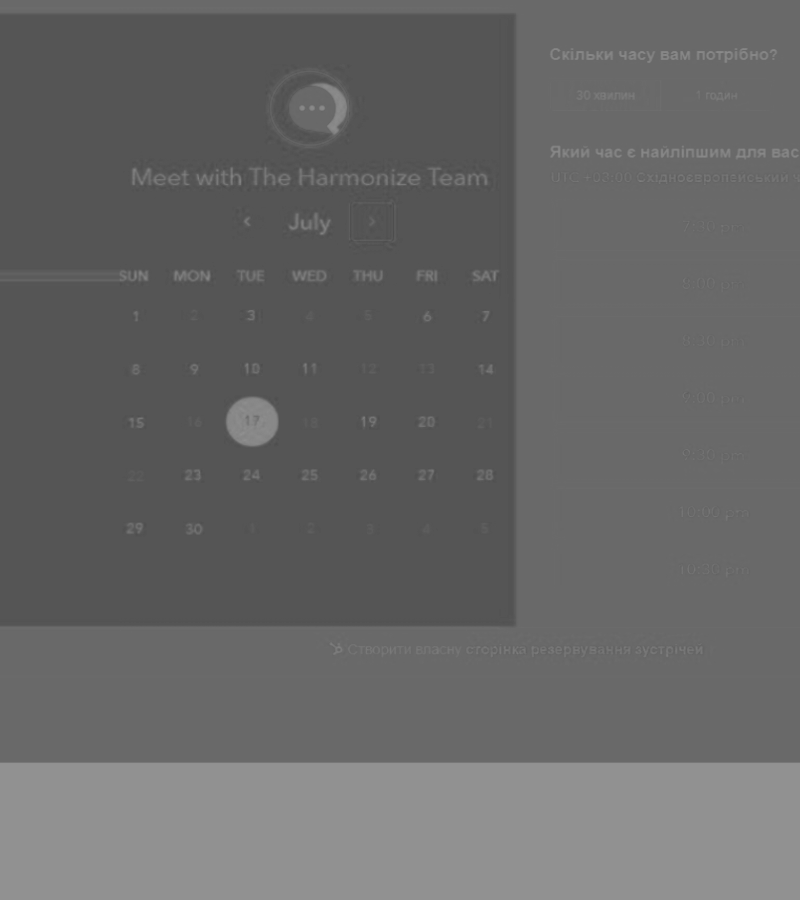 Meet with The Harmonize Team
July
SUN MON TUE WED THU FRI SAT
1 2 3 4 5 6 7
8 9 10 11 12 13 14
15 16 17 18 19 20 21
22 23 24 25 26 27 28
29 30 1 2 3 4 5
Скільки часу вам потрібно?
30 хвилин 1 годин
Який час є найліпшим для вас
UTC +03:00 Східноєвропейський
7:30 pm
8:00 pm
8:30 pm
9:00 pm
9:30 pm
10:00 pm
10:30 pm
Створити власну сторінка резервування зустрічей